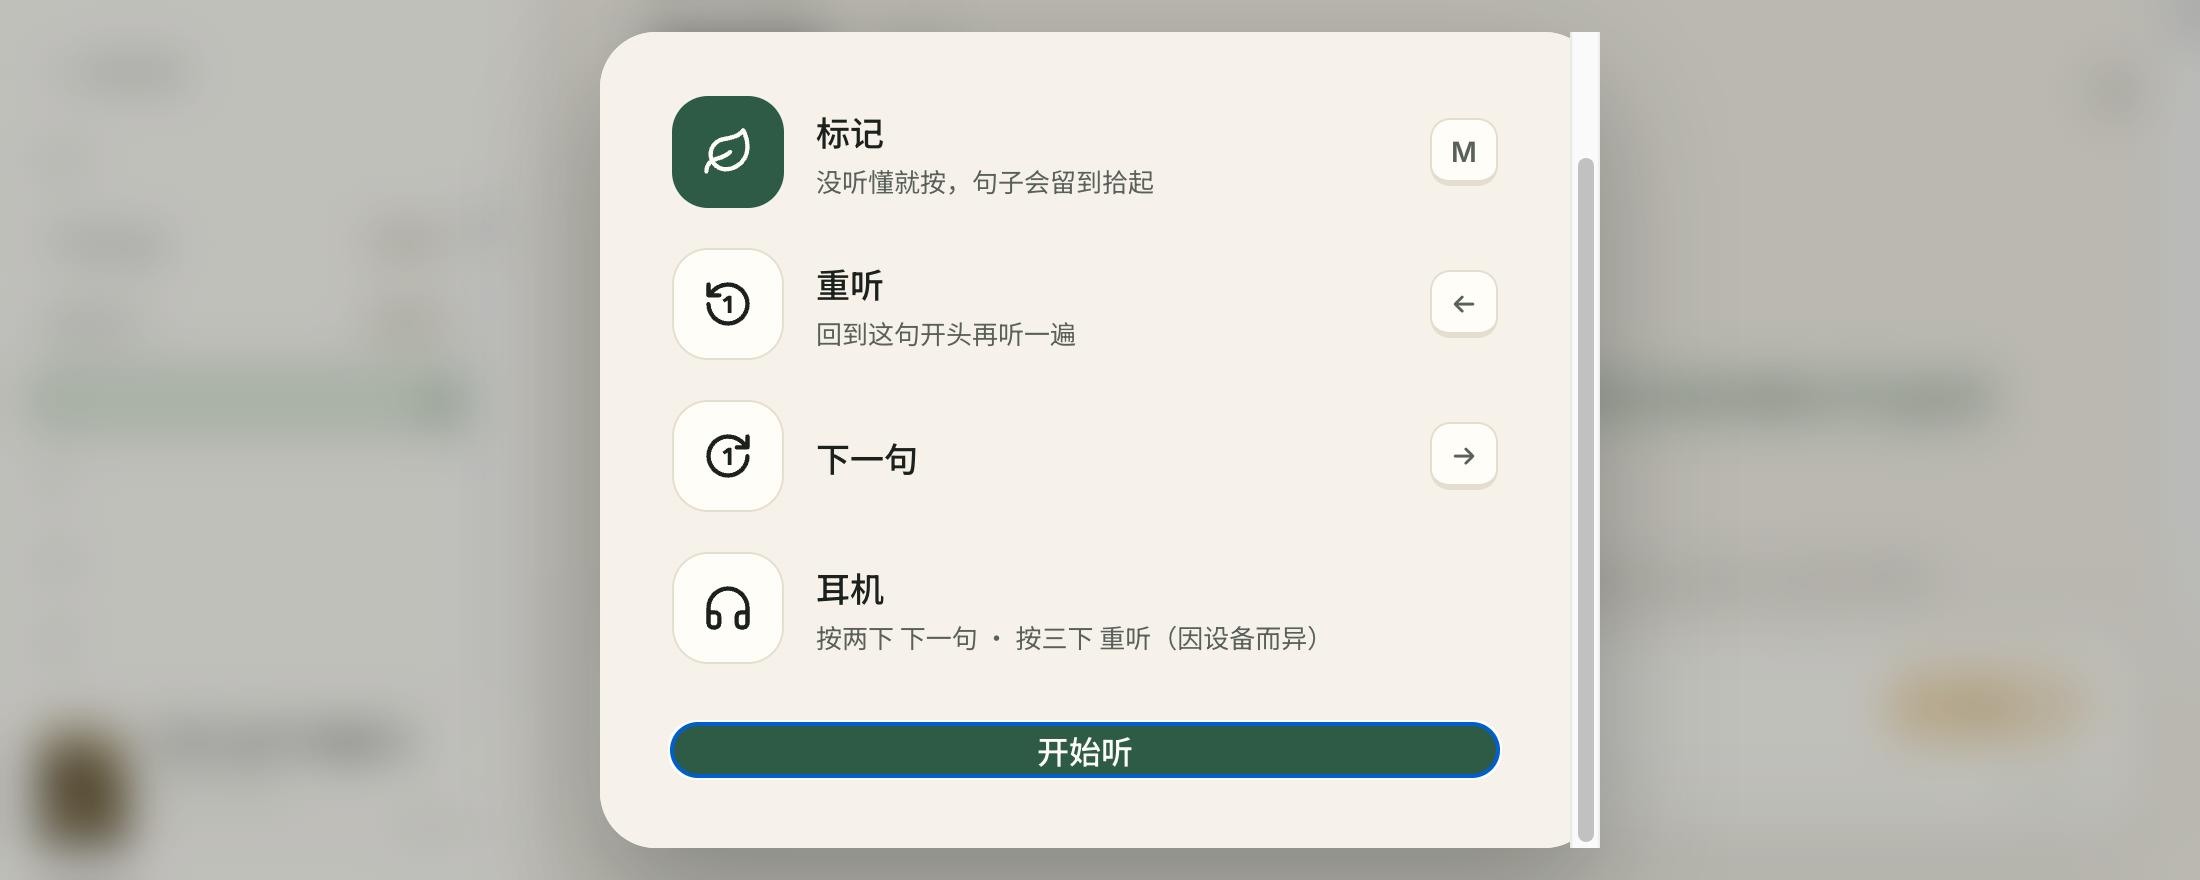 标记
没听懂就按，句子会留到拾起
M
1
重听
回到这句开头再听一遍
←
1
下一句
→
耳机
按两下 下一句 · 按三下 重听（因设备而异）
开始听